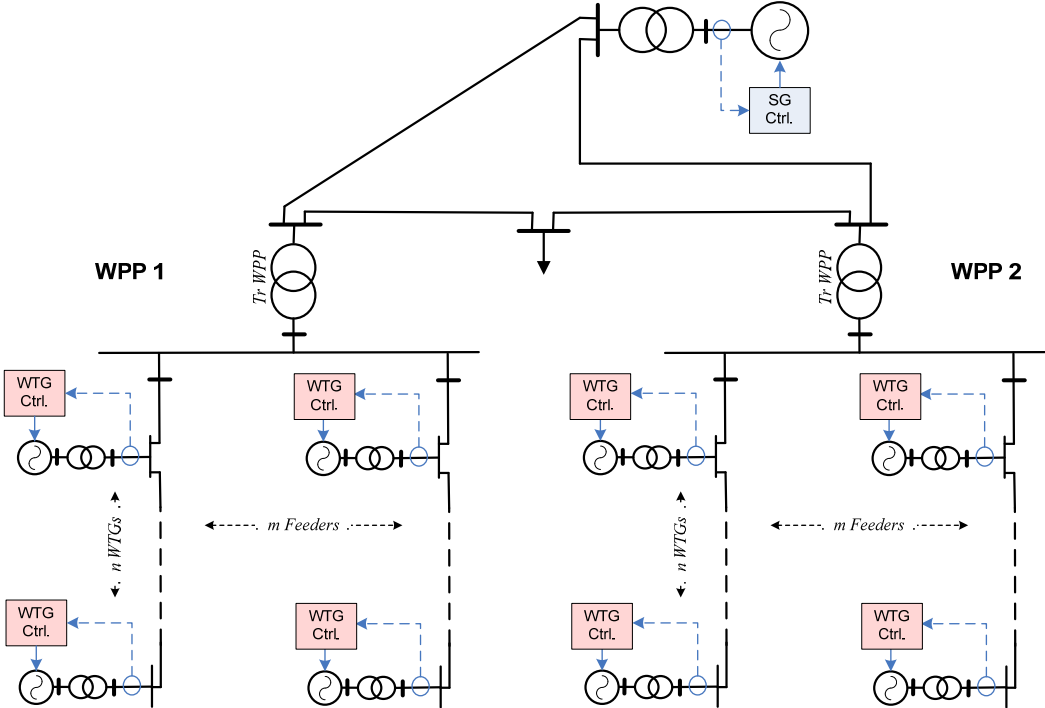 SG
Ctrl.
WPP 1
Tr WPP
Tr WPP
WPP 2
WTG
Ctrl.
WTG
Ctrl.
WTG
Ctrl.
WTG
Ctrl.
n WTGs
m Feeders
n WTGs
m Feeders
WTG
Ctrl.
WTG
Ctrl.
WTG
Ctrl.
WTG
Ctrl.